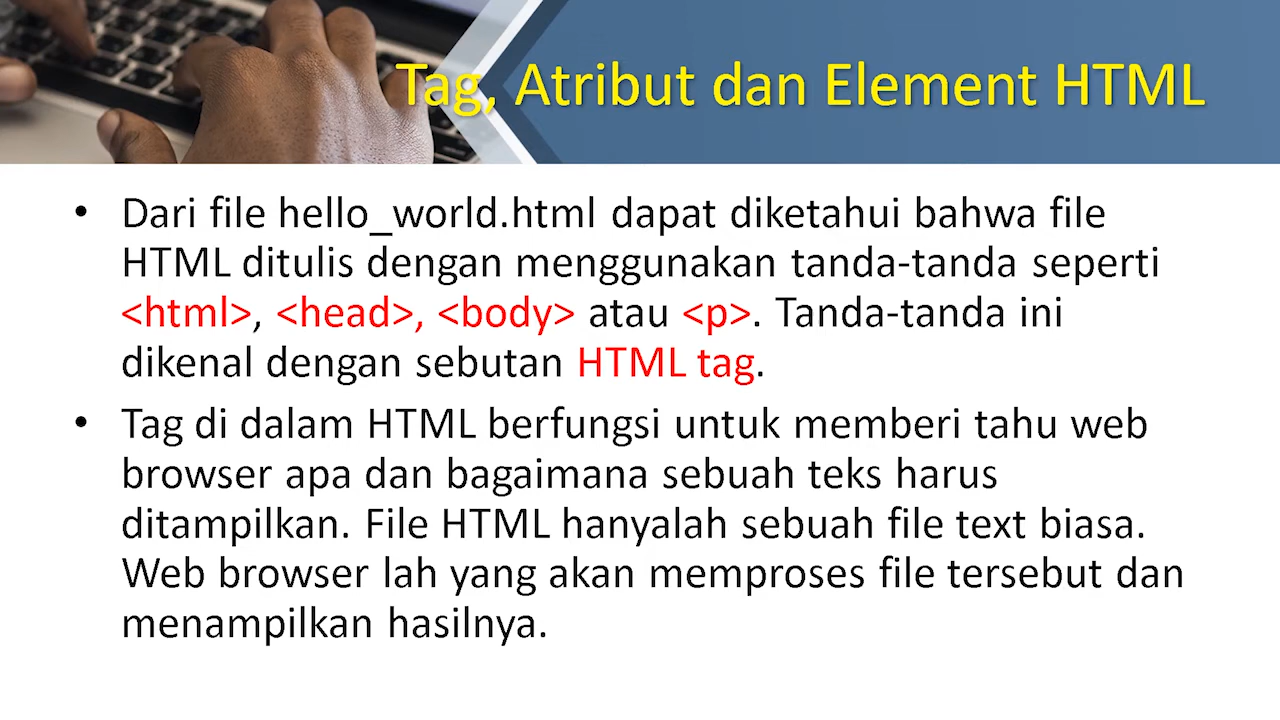 Tag, Atribut dan Element HTML
• Dari file hello_world.html dapat diketahui bahwa file
HTML ditulis dengan menggunakan tanda-tanda seperti
<html>, <head>, <body> atau <p>. Tanda-tanda ini
dikenal dengan sebutan HTML tag.
• Tag di dalam HTML berfungsi untuk memberi tahu web
browser apa dan bagaimana sebuah teks harus
ditampilkan. File HTML hanyalah sebuah file text biasa.
Web browser lah yang akan memproses file tersebut dan
menampilkan hasilnya.